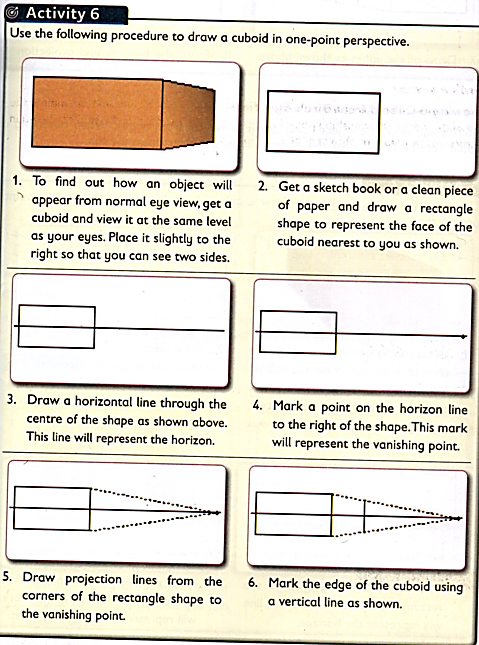 Activity 6
Use the following procedure to draw a cuboid in one-point perspective.
1. To find out how an object will
appear from normal eye view, get a
cuboid and view it at the same level
as your eyes. Place it slightly to the
right so that you can see two sides.
2. Get a sketch book or a clean piece
of paper and draw a rectangle
shape to represent the face of the
cuboid nearest to you as shown.
3. Draw a horizontal line through the
centre of the shape as shown above.
This line will represent the horizon.
4. Mark a point on the horizon line
to the right of the shape. This mark
will represent the vanishing point.
5. Draw projection lines from the
corners of the rectangle shape to
the vanishing point.
6. Mark the edge of the cuboid using
a vertical line as shown.